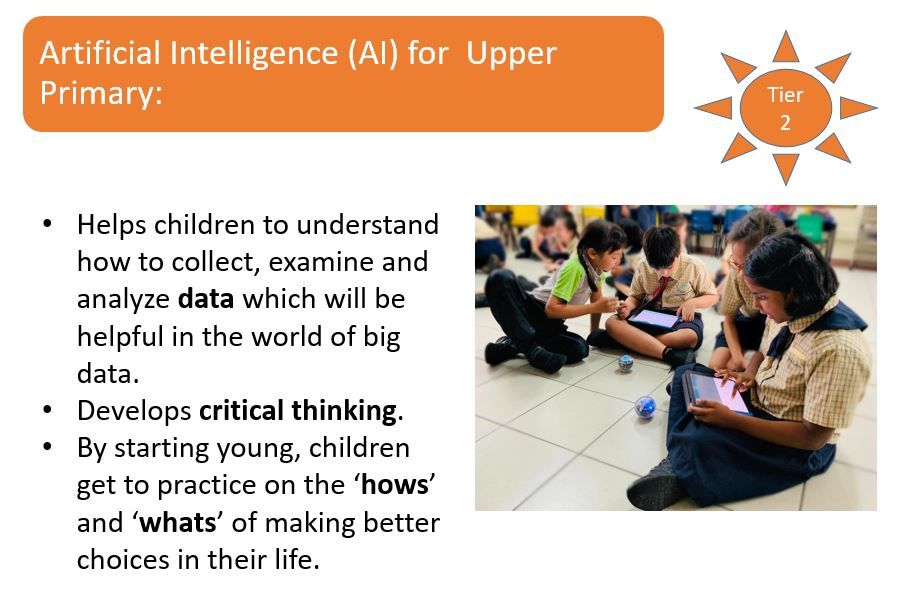 Artificial Intelligence (AI) for  Upper
Primary:
Tier
2
• Helps children to understand
how to collect, examine and
analyze data which will be
helpful in the world of big
data.
• Develops critical thinking.
• By starting young, children
get to practice on the ‘hows’
and ‘whats’ of making better
choices in their life.